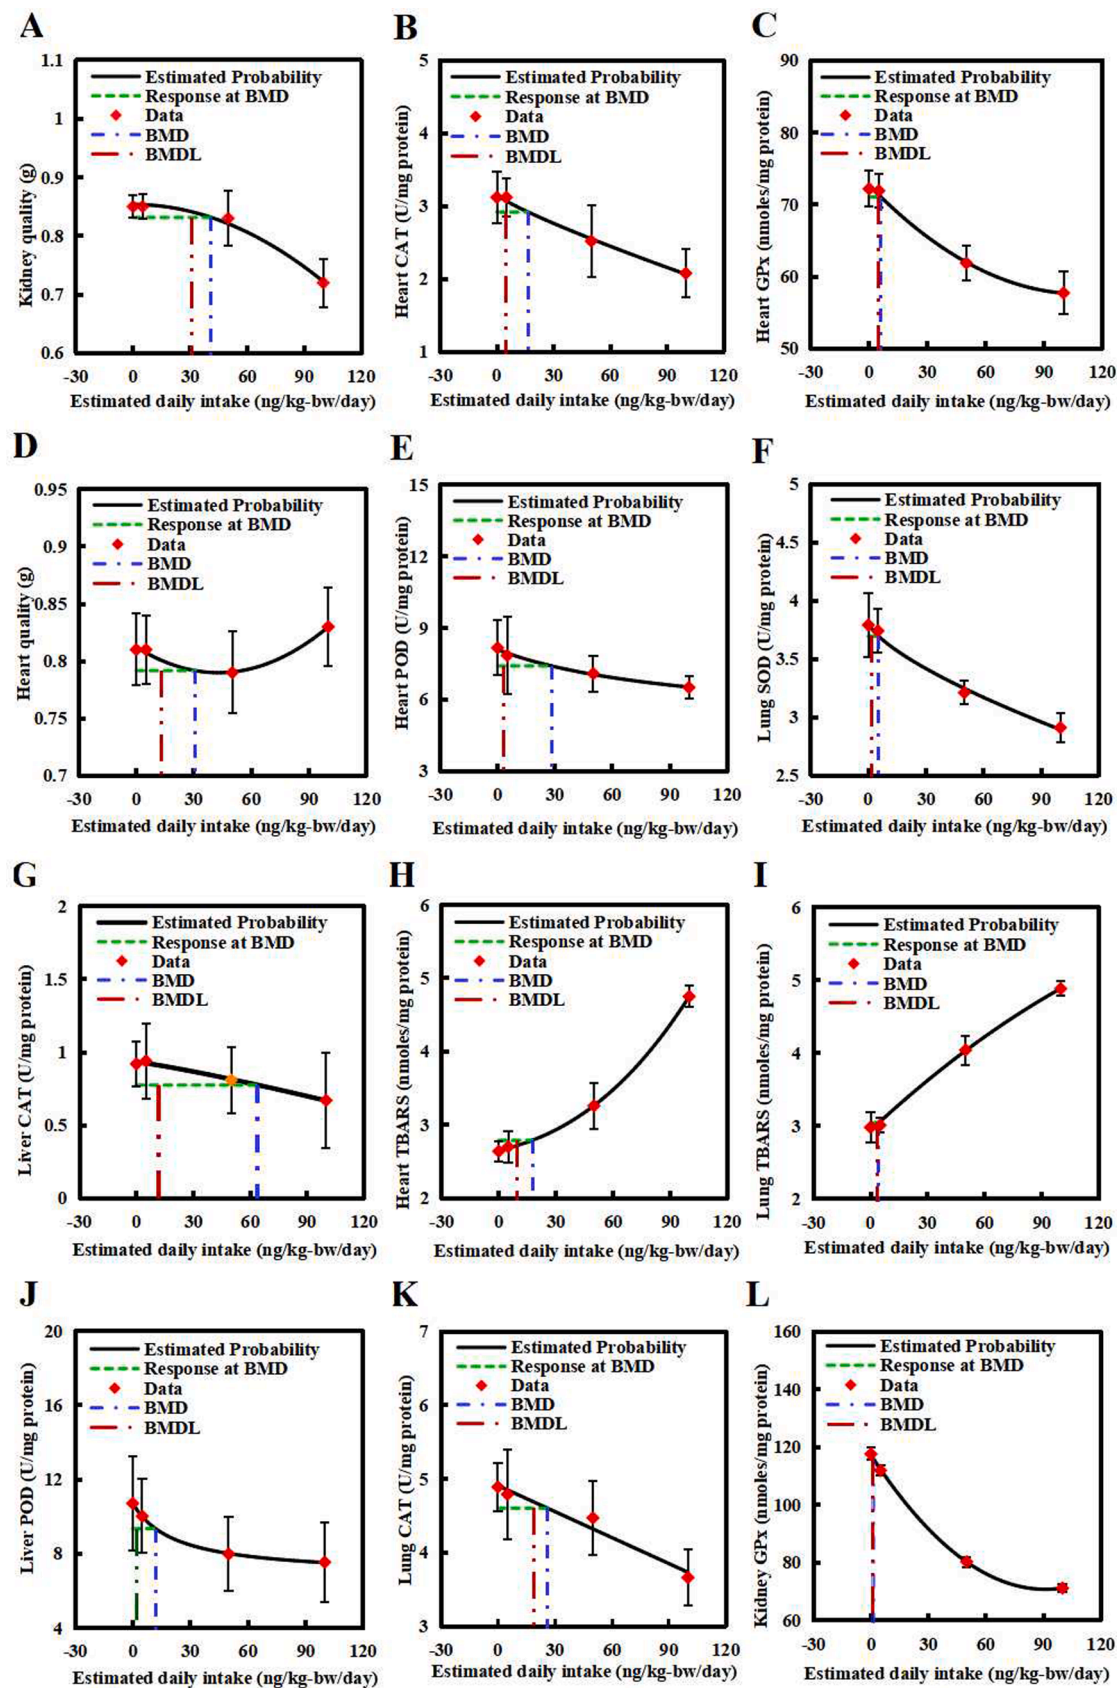 A
Kidney quality (g)
1.1
1
0.9
0.8
0.7
0.6
Estimated Probability
Response at BMD
Data
BMD
BMDL
-30 0 30 60 90 120
Estimated daily intake (ng/kg-bw/day)
B
Heart CAT (U/mg protein)
5
4
3
2
1
Estimated Probability
Response at BMD
Data
BMD
BMDL
-30 0 30 60 90 120
Estimated daily intake (ng/kg-bw/day)
C
Heart GPx (nmoles/mg protein)
90
80
70
60
50
Estimated Probability
Response at BMD
Data
BMD
BMDL
-30 0 30 60 90 120
Estimated daily intake (ng/kg-bw/day)
D
Heart quality (g)
0.95
0.9
0.85
0.8
0.75
0.7
Estimated Probability
Response at BMD
Data
BMD
BMDL
-30 0 30 60 90 120
Estimated daily intake (ng/kg-bw/day)
E
Heart POD (U/mg protein)
15
12
9
6
3
Estimated Probability
Response at BMD
Data
BMD
BMDL
-30 0 30 60 90 120
Estimated daily intake (ng/kg-bw/day)
F
Lung SOD (U/mg protein)
5
4.5
4
3.5
3
2.5
Estimated Probability
Response at BMD
Data
BMD
BMDL
-30 0 30 60 90 120
Estimated daily intake (ng/kg-bw/day)
G
Liver CAT (U/mg protein)
2
1.5
1
0.5
0
Estimated Probability
Response at BMD
Data
BMD
BMDL
-30 0 30 60 90 120
Estimated daily intake (ng/kg-bw/day)
H
Heart TBARS (nmoles/mg protein)
6
5
4
3
2
Estimated Probability
Response at BMD
Data
BMD
BMDL
-30 0 30 60 90 120
Estimated daily intake (ng/kg-bw/day)
I
Lung TBARS (nmoles/mg protein)
6
5
4
3
2
Estimated Probability
Response at BMD
Data
BMD
BMDL
-30 0 30 60 90 120
Estimated daily intake (ng/kg-bw/day)
J
Liver POD (U/mg protein)
20
16
12
8
4
Estimated Probability
Response at BMD
Data
BMD
BMDL
-30 0 30 60 90 120
Estimated daily intake (ng/kg-bw/day)
K
Lung CAT (U/mg protein)
7
6
5
4
3
Estimated Probability
Response at BMD
Data
BMD
BMDL
-30 0 30 60 90 120
Estimated daily intake (ng/kg-bw/day)
L
Kidney GPx (nmoles/mg protein)
160
140
120
100
80
60
Estimated Probability
Response at BMD
Data
BMD
BMDL
-30 0 30 60 90 120
Estimated daily intake (ng/kg-bw/day)